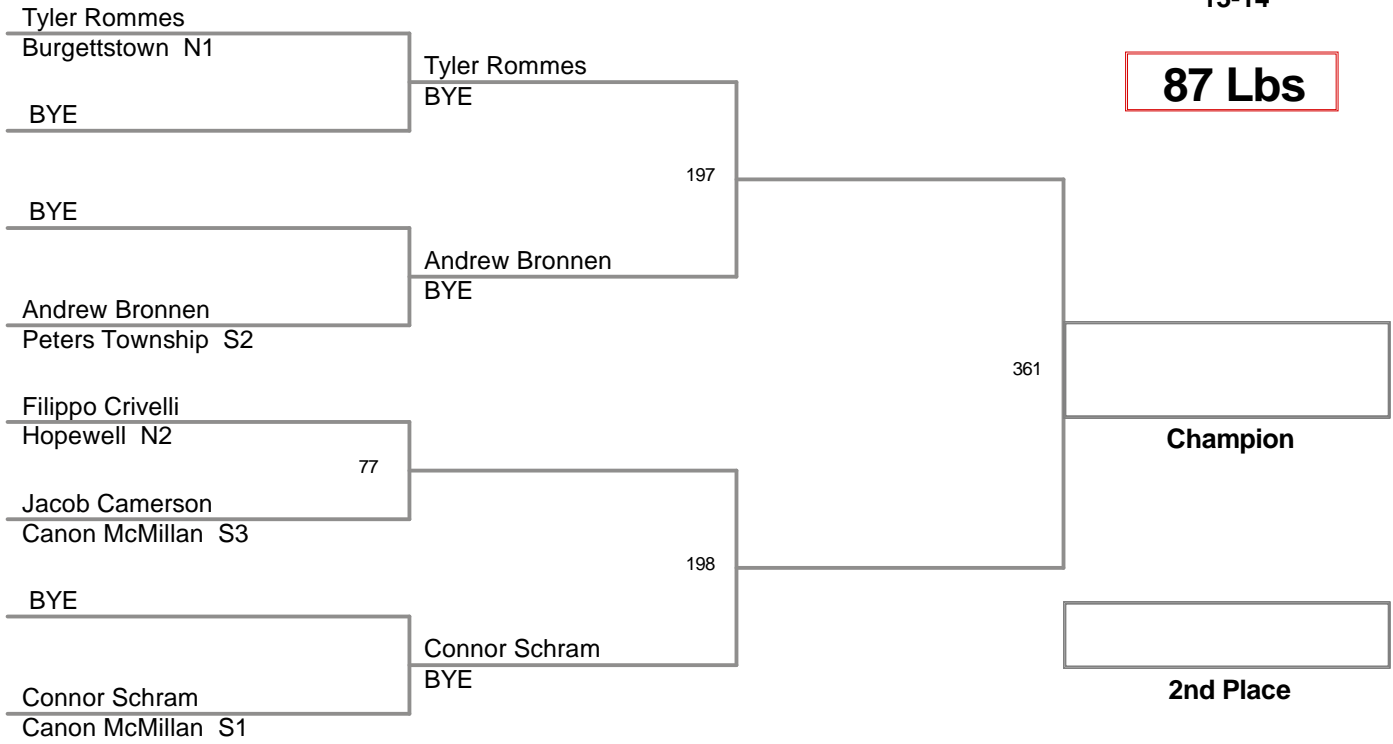 Tyler Rommes
Burgettstown N1
BYE
BYE
Andrew Bronnen
Peters Township S2
Filippo Crivelli
Hopewell N2
77
Jacob Camerson
Canon McMillan S3
BYE
Connor Schram
Canon McMillan S1
Tyler Rommes
BYE
197
Andrew Bronnen
BYE
198
Connor Schram
BYE
361
87 Lbs
Champion
2nd Place